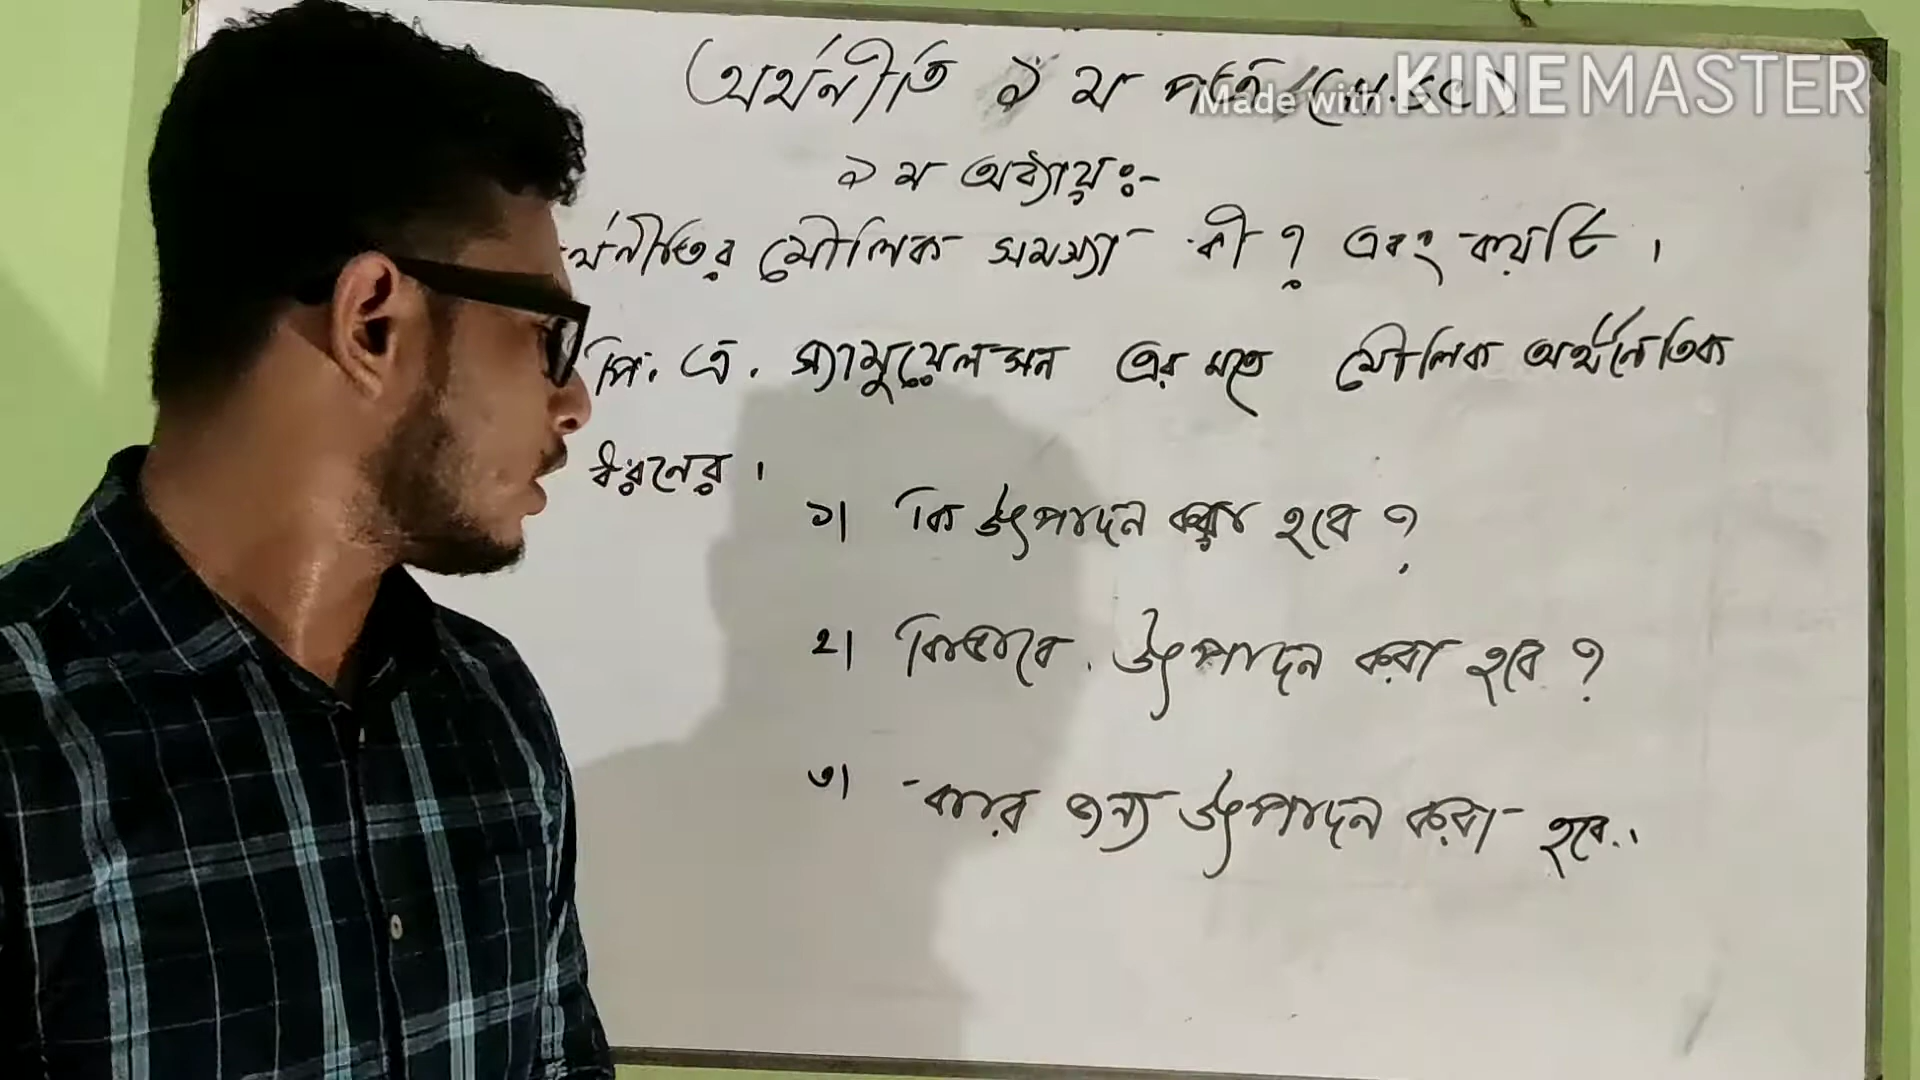 অর্থনীতি ১ম পত্র (H.SC)
Made with KINEMASTER
১ম অধ্যায়ঃ-
র্থনীতির মৌলিক সমস্যা কী? এবং কয়টি।
পি. এ. স্যামুয়েলসন এর মতে মৌলিক অর্থনৈতিক
ধরনের।
১। কি উৎপাদন করা হবে?
২। কিভাবে উৎপাদন করা হবে?
৩। কার জন্য উৎপাদন করা হবে।